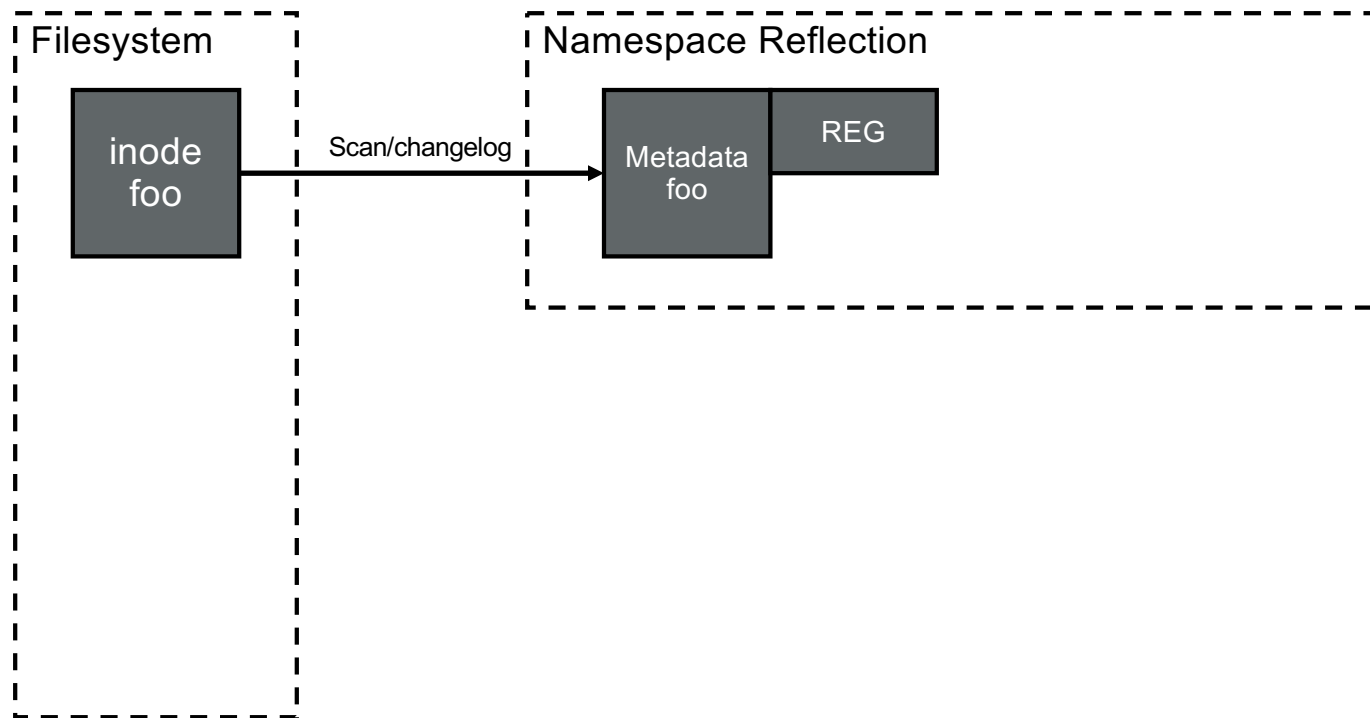 Filesystem
Namespace Reflection
inode
foo
Scan/changelog
Metadata
foo
REG